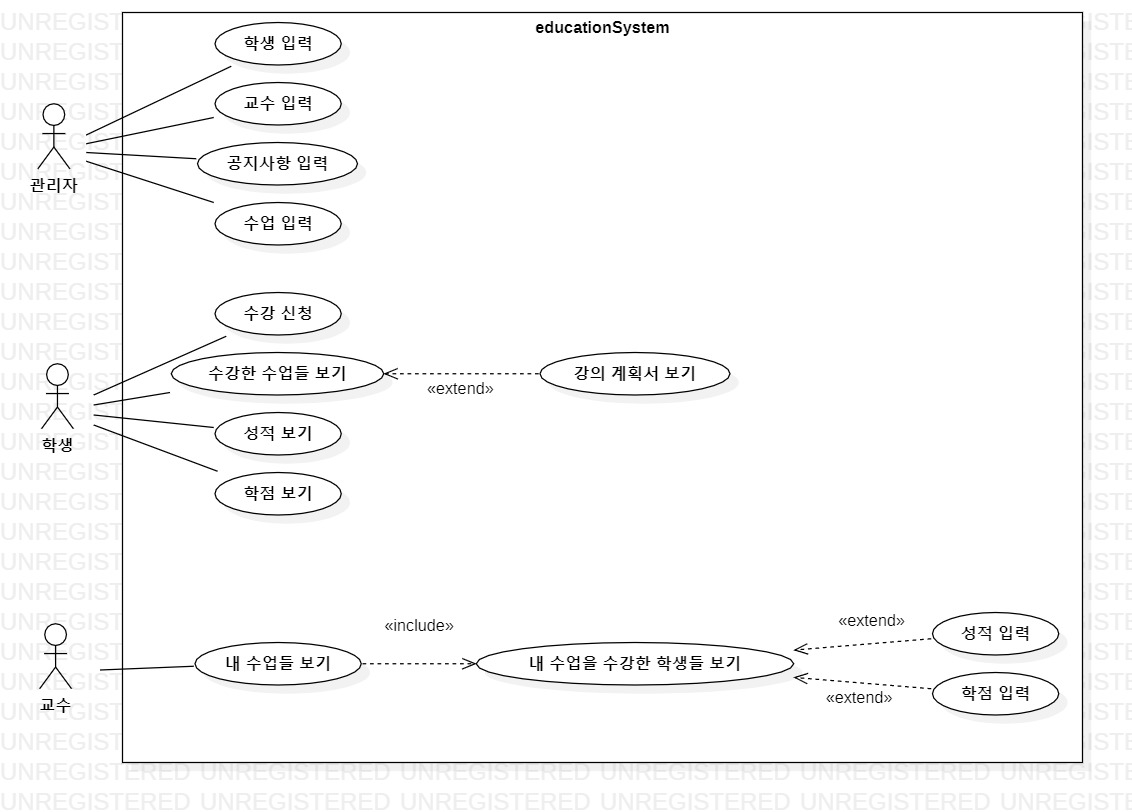 educationSystem
학생 입력
교수 입력
공지사항 입력
수업 입력
관리자
수강 신청
수강한 수업들 보기
«extend»
강의 계획서 보기
성적 보기
학점 보기
학생
내 수업들 보기
«include»
내 수업을 수강한 학생들 보기
«extend»
성적 입력
«extend»
학점 입력
교수
UNREGISTERED UNREGISTERED UNREGISTERED UNREGISTERED UNREGISTERED
UNREGISTERED UNREGISTERED UNREGISTERED UNREGISTERED UNREGISTERED